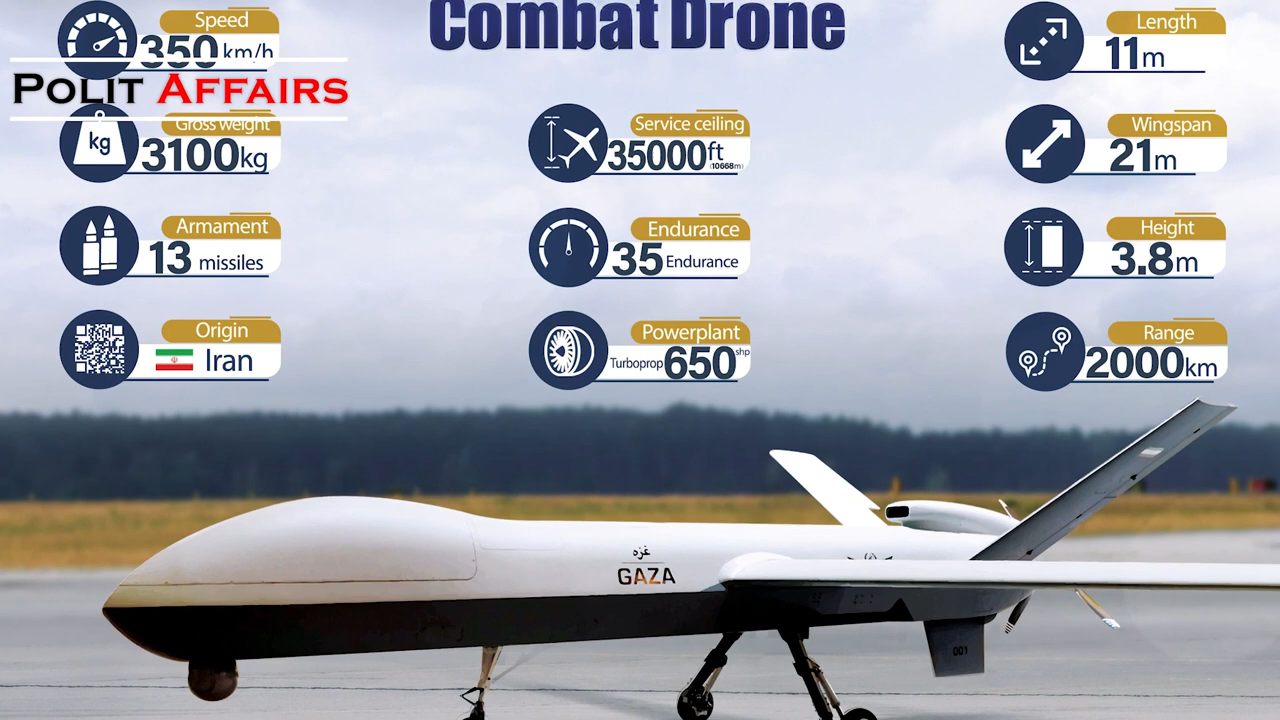 Combat Drone
Speed
350 km/h
POLIT AFFAIRS
Gross weight
kg
3100kg
Armament
13 missiles
Origin
Iran
Service ceiling
35000ft
(10668m)
Endurance
35 Endurance
Powerplant
Turboprop 650 shp
Length
11m
Wingspan
21m
Height
3.8m
Range
2000km
غزه
GAZA
001